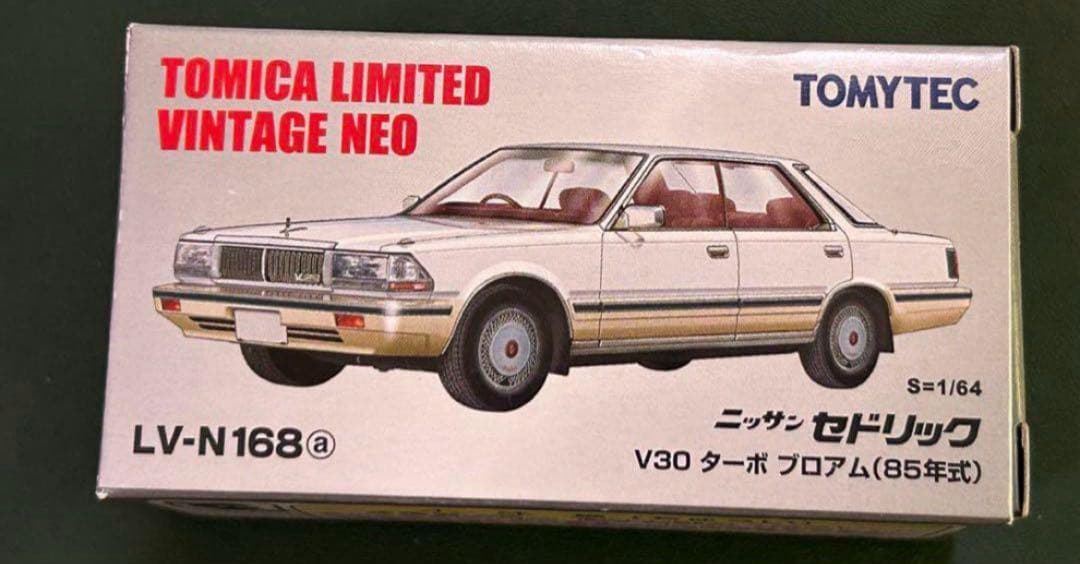 TOMICA LIMITED
VINTAGE NEO
TOMYTEC
S=1/64
ニッサン セドリック
V30 ターボ ブロアム(85年式)
LV-N168ⓐ